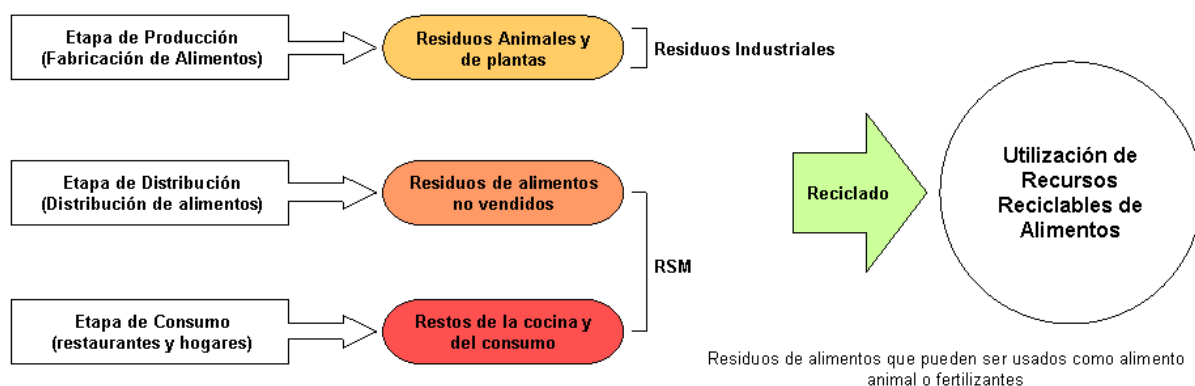 Etapa de Producción
(Fabricación de Alimentos)
Residuos Animales y
de plantas
Residuos Industriales
Etapa de Distribución
(Distribución de alimentos)
Residuos de alimentos
no vendidos
RSM
Etapa de Consumo
(restaurantes y hogares)
Restos de la cocina y
del consumo
Reciclado
Utilización de
Recursos
Reciclables de
Alimentos
Residuos de alimentos que pueden ser usados como alimento
animal o fertilizantes